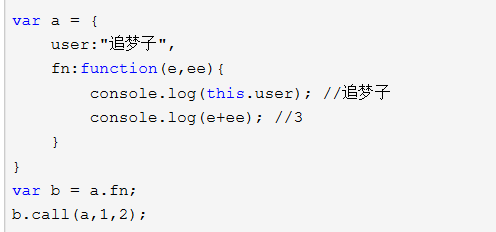 var a = {
    user:"追梦子",
    fn:function(e,ee){
        console.log(this.user); //追梦子
        console.log(e+ee); //3
    }
}
var b = a.fn;
b.call(a,1,2);